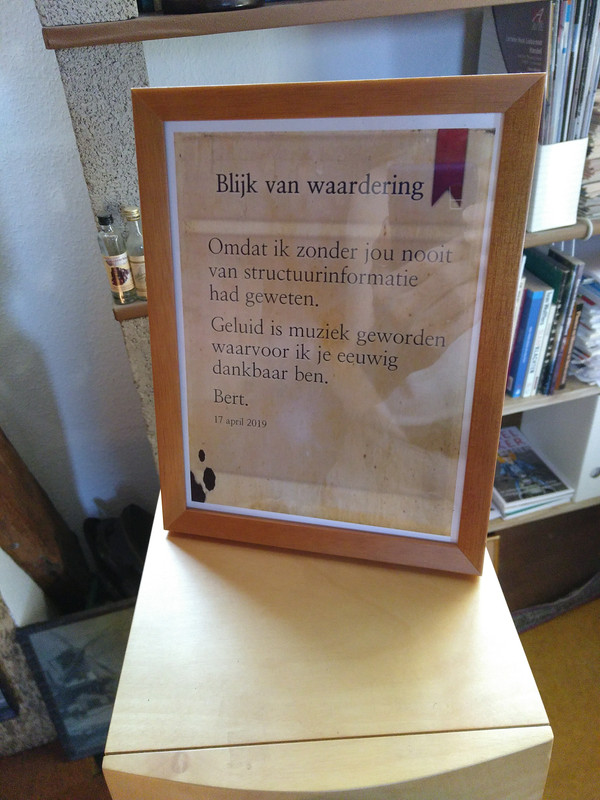 Blijk van waardering
Omdat ik zonder jou nooit
van structuurinformatie
had geweten.
Geluid is muziek geworden
waarvoor ik je eeuwig
dankbaar ben.
Bert.
17 april 2019